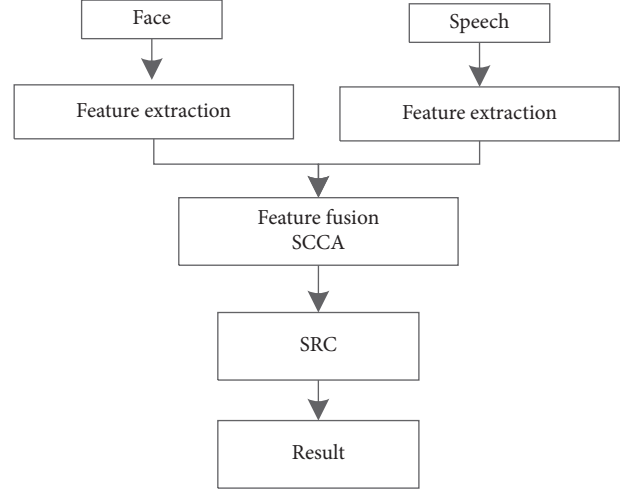 Face
Speech
Feature extraction
Feature extraction
Feature fusion
SCCA
SRC
Result